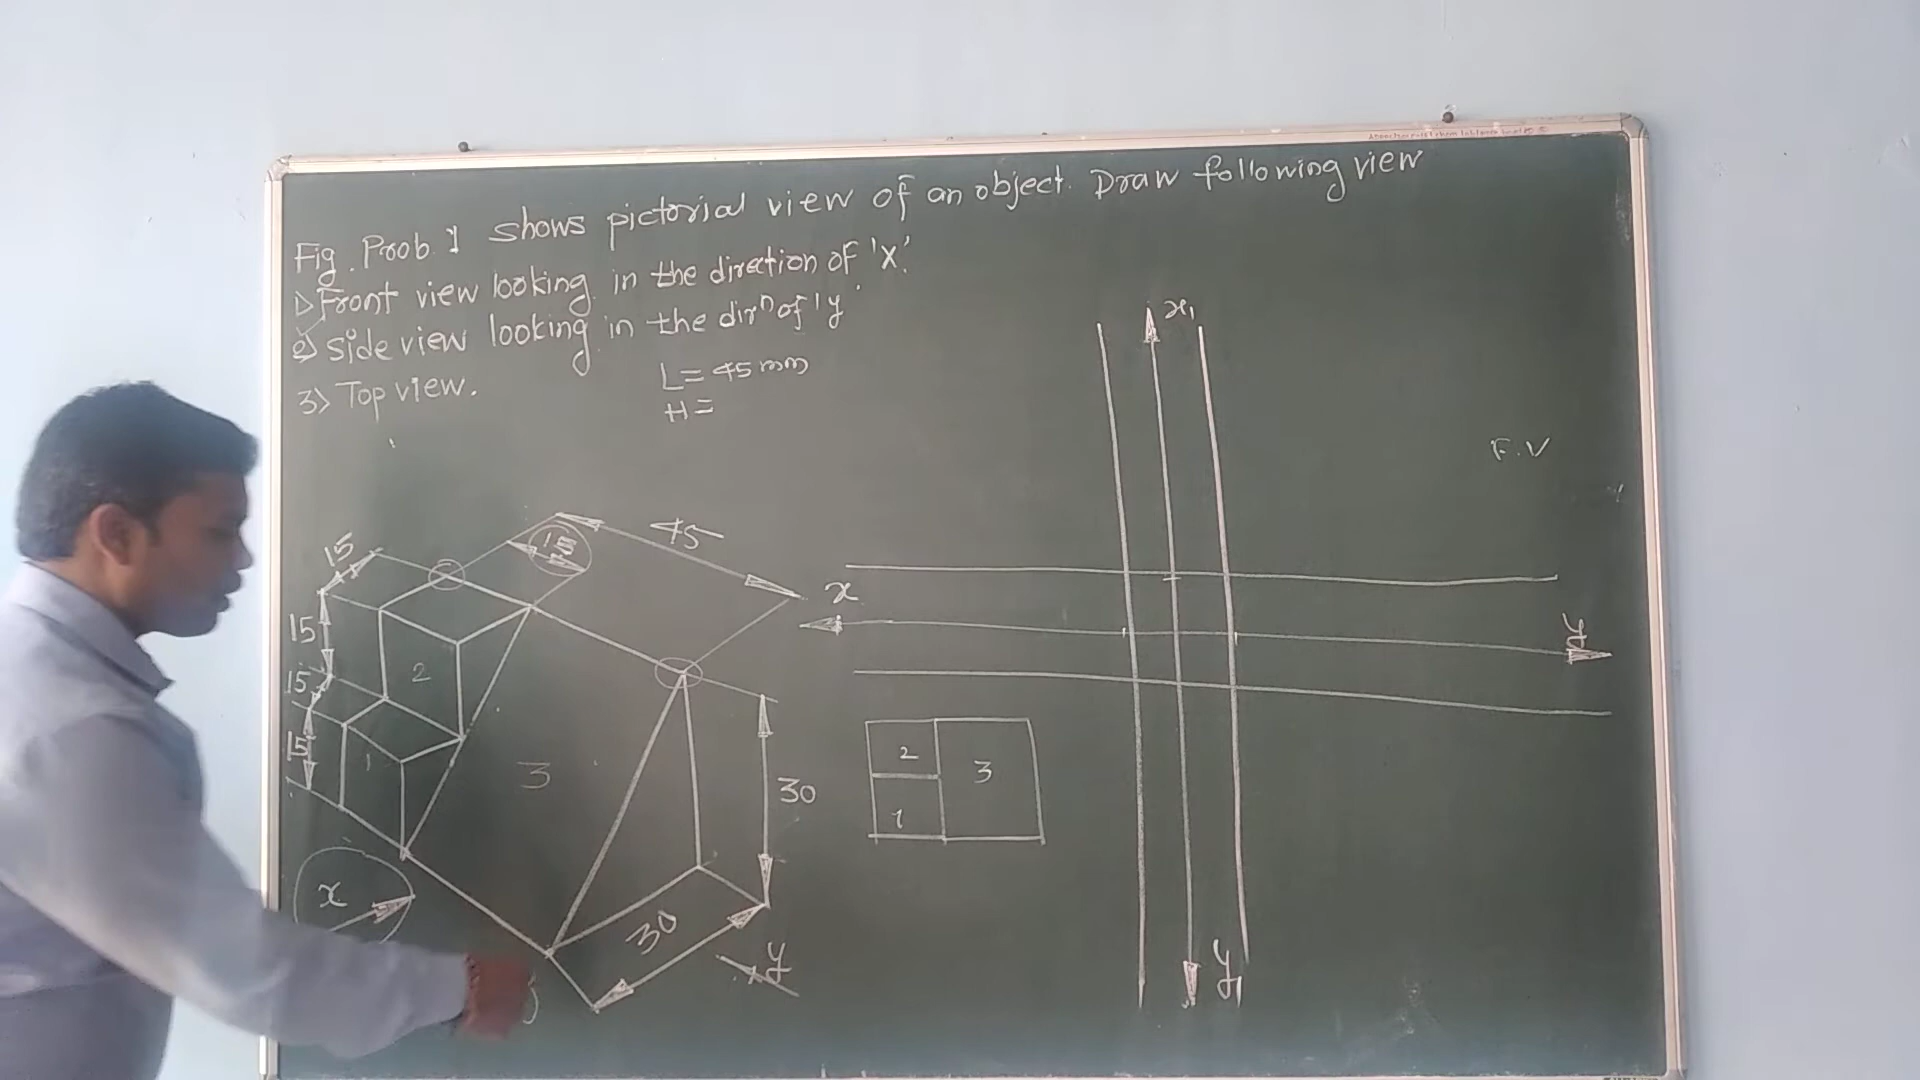 Fig. Prob. 1 shows pictorial view of an object. Draw following view
1) Front view looking in the direction of 'X'.
2) Side view looking in the dirn of 'y'
3) Top view.
L = 45 mm
H =
F.V
x1
x
y
y1
15
15
15
15
15
45
30
30
x
y
1
2
3
2
3
1